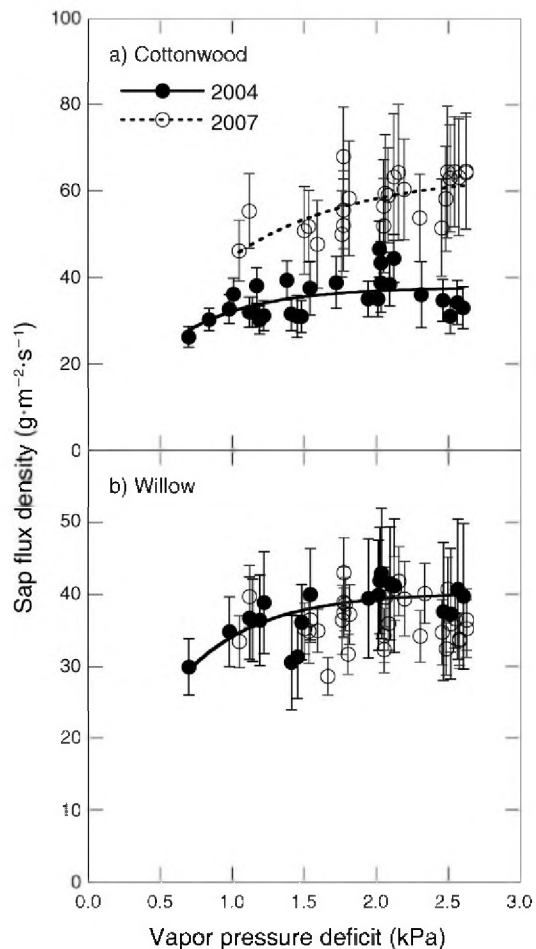 100
a) Cottonwood
2004
2007
80
60
40
20
0
b) Willow
50
40
30
20
10
0
0.0 0.5 1.0 1.5 2.0 2.5 3.0
Vapor pressure deficit (kPa)
Sap flux density (g·m⁻²·s⁻¹)